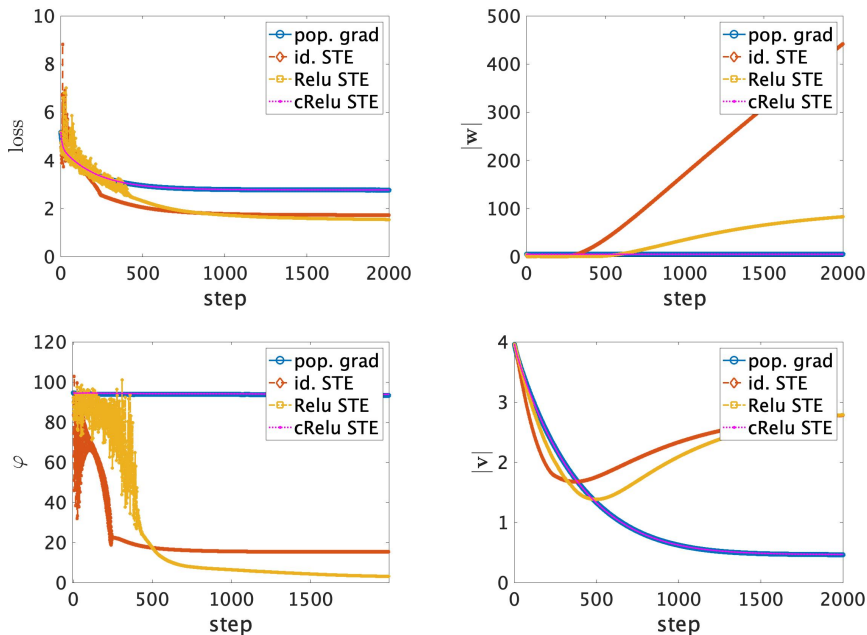 10
8
6
4
2
0
loss
0 500 1000 1500 2000
step
pop. grad
id. STE
Relu STE
cRelu STE
500
400
300
200
100
0
|w|
0 500 1000 1500 2000
step
pop. grad
id. STE
Relu STE
cRelu STE
120
100
80
60
40
20
0
φ
0 500 1000 1500
step
pop. grad
id. STE
Relu STE
cRelu STE
4
3
2
1
0
|v|
0 500 1000 1500 2000
step
pop. grad
id. STE
Relu STE
cRelu STE